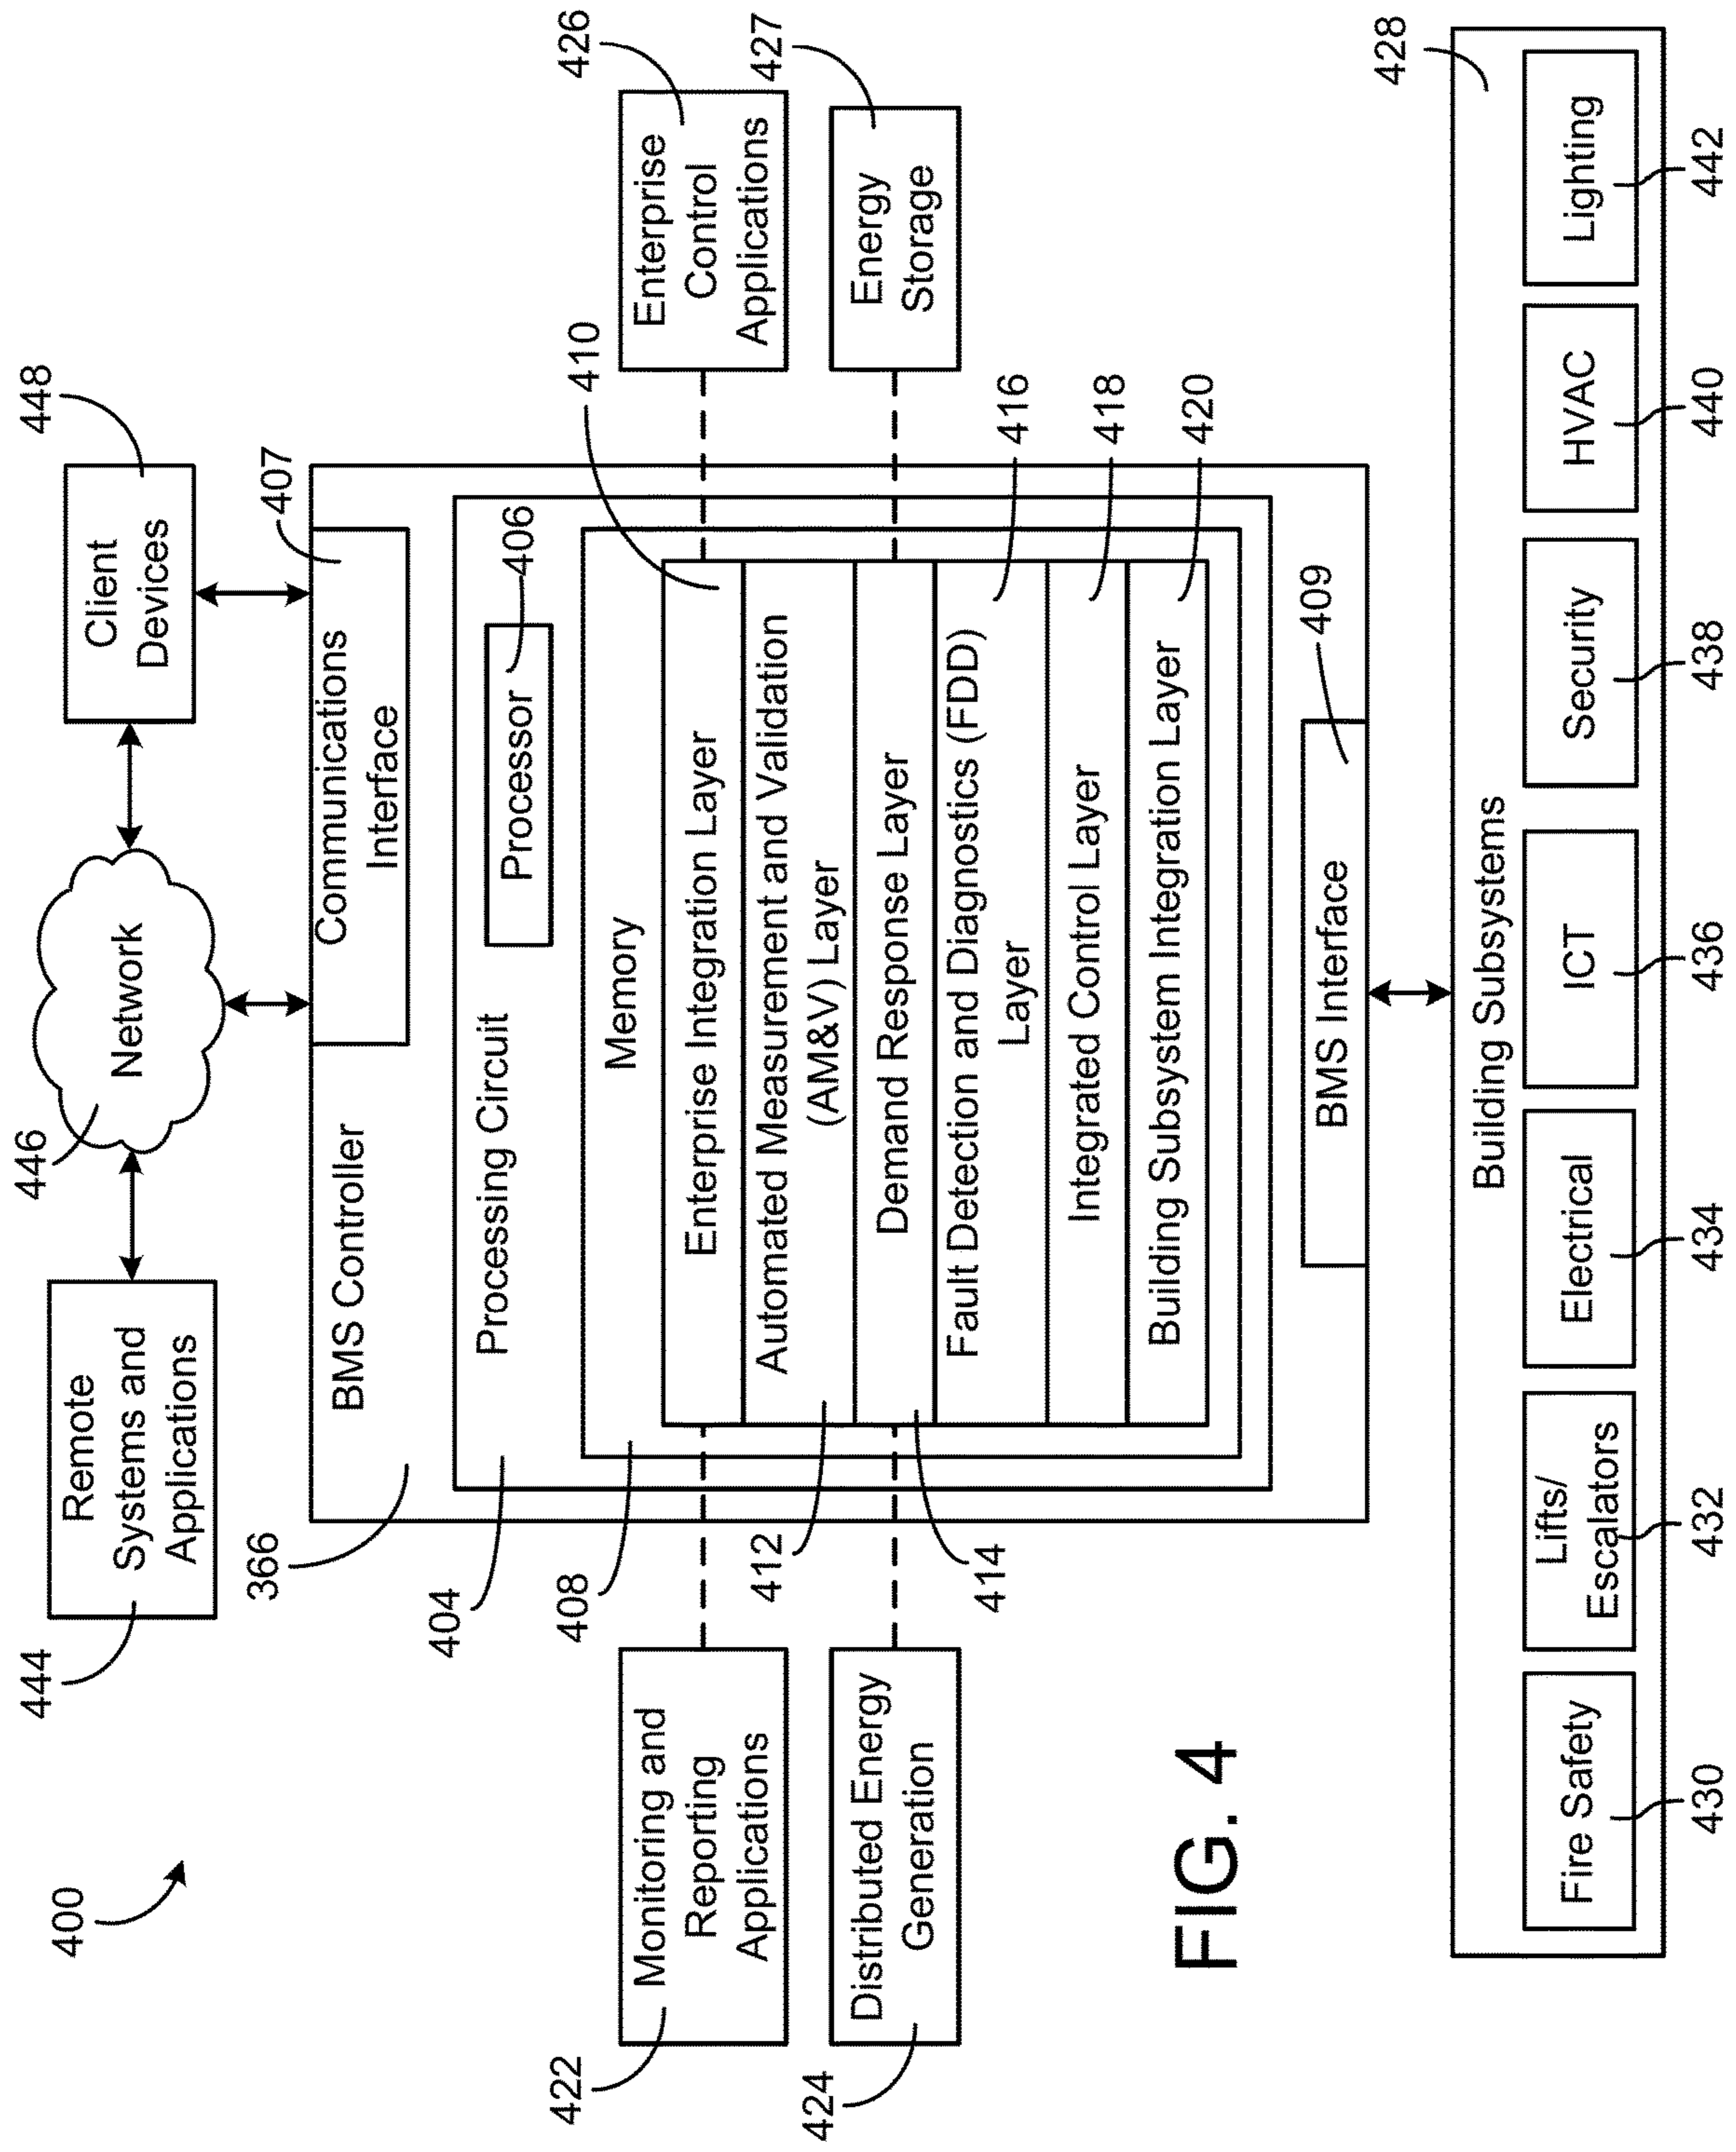 400
444
Remote
Systems and
Applications
446
Network
448
Client
Devices
366
BMS Controller
407
Communications
Interface
404
Processing Circuit
406
Processor
408
Memory
410
Enterprise Integration Layer
412
Automated Measurement and Validation
(AM&V) Layer
414
Demand Response Layer
416
Fault Detection and Diagnostics (FDD)
Layer
418
Integrated Control Layer
420
Building Subsystem Integration Layer
409
BMS Interface
422
Monitoring and
Reporting
Applications
424
Distributed Energy
Generation
426
Enterprise
Control
Applications
427
Energy
Storage
428
Building Subsystems
Fire Safety
Lifts/
Escalators
Electrical
ICT
Security
HVAC
Lighting
430
432
434
436
438
440
442
FIG. 4